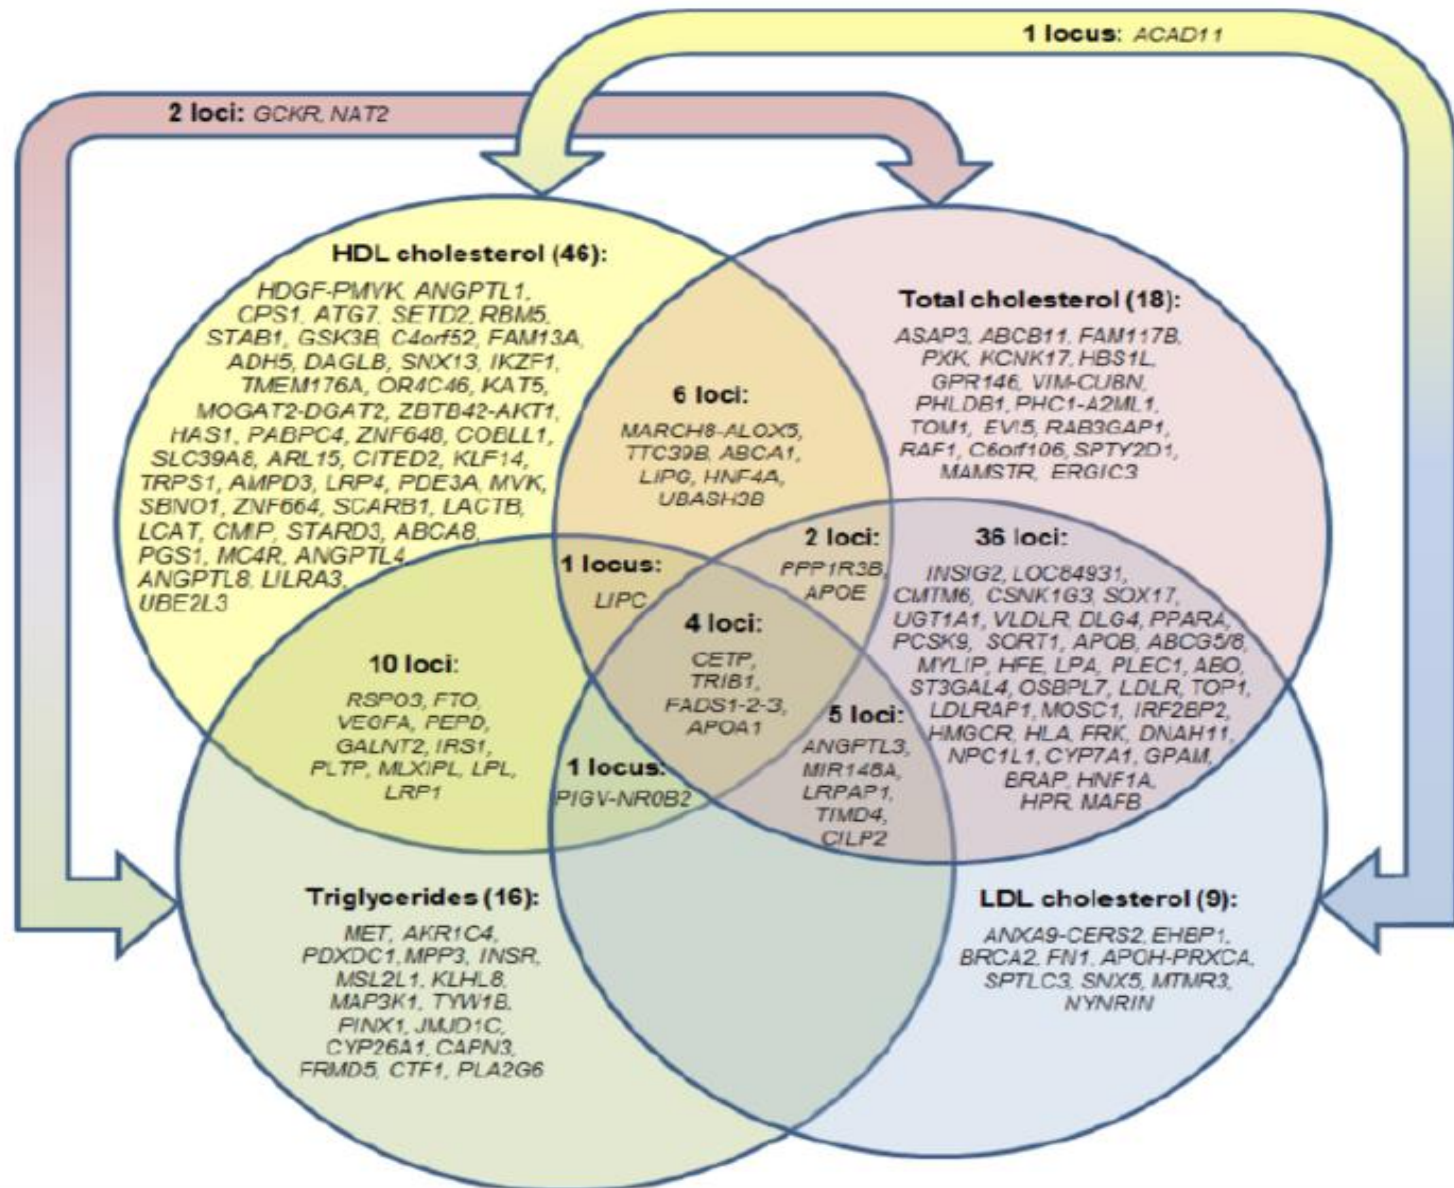 1 locus: ACAD11
2 loci: GCKR, NAT2
HDL cholesterol (46):
HDGF-PMVK, ANGPTL1,
CPS1, ATG7, SETD2, RBM5,
STAB1, GSK3B, C4orf52, FAM13A,
ADH5, DAGLB, SNX13, IKZF1,
TMEM176A, OR4C46, KAT5,
MOGAT2-DGAT2, ZBTB42-AKT1,
HAS1, PABPC4, ZNF648, COBLL1,
SLC39A8, ARL15, CITED2, KLF14,
TRPS1, AMPD3, LRP4, PDE3A, MVK,
SBNO1, ZNF664, SCARB1, LACTB,
LCAT, CMIP, STARD3, ABCA8,
PGS1, MC4R, ANGPTL4,
ANGPTL8, LILRA3,
UBE2L3
Total cholesterol (18):
ASAP3, ABCB11, FAM117B,
PXK, KCNK17, HBS1L,
GPR146, VIM-CUBN,
PHLDB1, PHC1-A2ML1,
TOM1, EVI5, RAB3GAP1,
RAF1, C6orf106, SPTY2D1,
MAMSTR, ERGIC3
6 loci:
MARCH8-ALOX5,
TTC39B, ABCA1,
LIPG, HNF4A,
UBASH3B
2 loci:
PPP1R3B,
APOE
36 loci:
INSIG2, LOC84931,
CMTM6, CSNK1G3, SOX17,
UGT1A1, VLDLR, DLG4, PPARA,
PCSK9, SORT1, APOB, ABCG5/8,
MYLIP, HFE, LPA, PLEC1, ABO,
ST3GAL4, OSBPL7, LDLR, TOP1,
LDLRAP1, MOSC1, IRF2BP2,
HMGCR, HLA, FRK, DNAH11,
NPC1L1, CYP7A1, GPAM,
BRAP, HNF1A,
HPR, MAFB
1 locus:
LIPC
4 loci:
CETP,
TRIB1,
FADS1-2-3,
APOA1
10 loci:
RSPO3, FTO,
VEGFA, PEPD,
GALNT2, IRS1,
PLTP, MLXIPL, LPL,
LRP1
1 locus:
PIGV-NR0B2
5 loci:
ANGPTL3,
MIR148A,
LRPAP1,
TIMD4,
CILP2
Triglycerides (16):
MET, AKR1C4,
PDXDC1, MPP3, INSR,
MSL2L1, KLHL8,
MAP3K1, TYW1B,
PINX1, JMJD1C,
CYP26A1, CAPN3,
FRMD5, CTF1, PLA2G6
LDL cholesterol (9):
ANXA9-CERS2, EHBP1,
BRCA2, FN1, APOH-PRXCA,
SPTLC3, SNX5, MTMR3,
NYNRIN